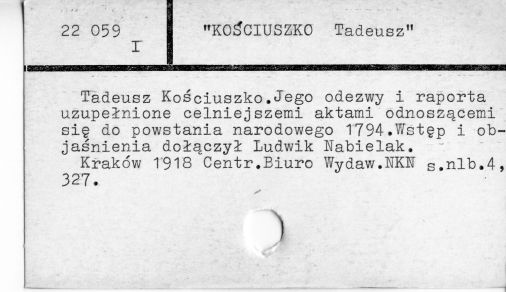 22 059 I
"KOŚCIUSZKO Tadeusz"
Tadeusz Kościuszko.Jego odezwy i raporta
uzupełnione celniejszemi aktami odnoszącemi
się do powstania narodowego 1794.Wstęp i ob-
jaśnienia dołączył Ludwik Nabielak.
Kraków 1918 Centr.Biuro Wydaw.NKN s.nlb.4,
327.